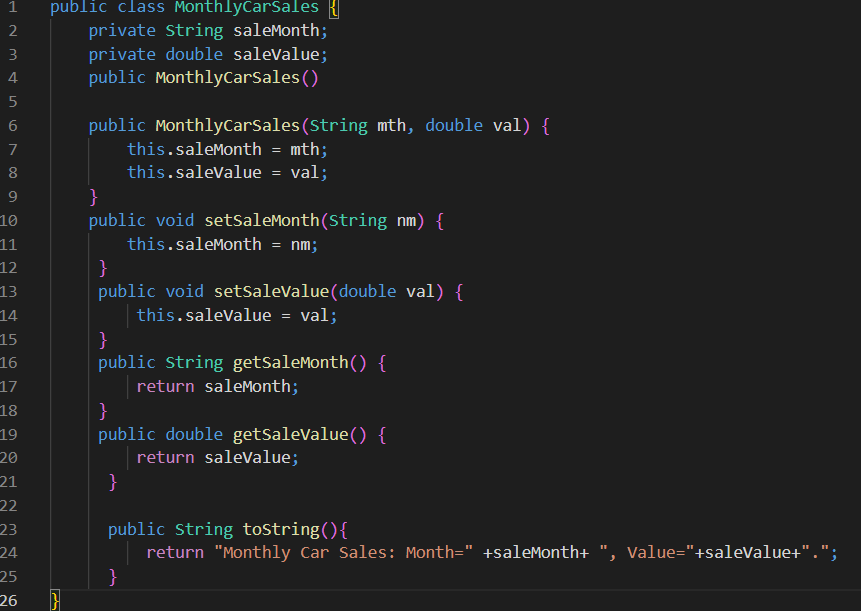 1 public class MonthlyCarSales {
2     private String saleMonth;
3     private double saleValue;
4     public MonthlyCarSales()
5
6     public MonthlyCarSales(String mth, double val) {
7         this.saleMonth = mth;
8         this.saleValue = val;
9     }
10     public void setSaleMonth(String nm) {
11         this.saleMonth = nm;
12      }
13      public void setSaleValue(double val) {
14          this.saleValue = val;
15      }
16      public String getSaleMonth() {
17          return saleMonth;
18      }
19      public double getSaleValue() {
20          return saleValue;
21       }
22
23       public String toString(){
24           return "Monthly Car Sales: Month=" +saleMonth+ ", Value="+saleValue+".";
25       }
26 }